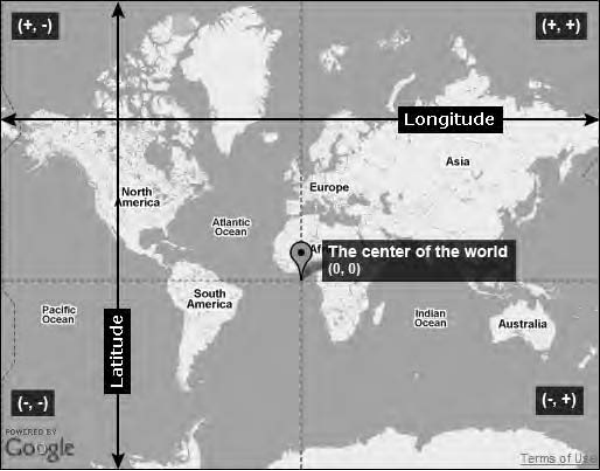 (+, -)
(+, +)
Longitude
Asia
North
America
Europe
Atlantic
Ocean
The center of the world
(0, 0)
South
America
Pacific
Ocean
Indian
Ocean
Australia
Latitude
(-, -)
(-, +)
POWERED BY
Google
Terms of Use